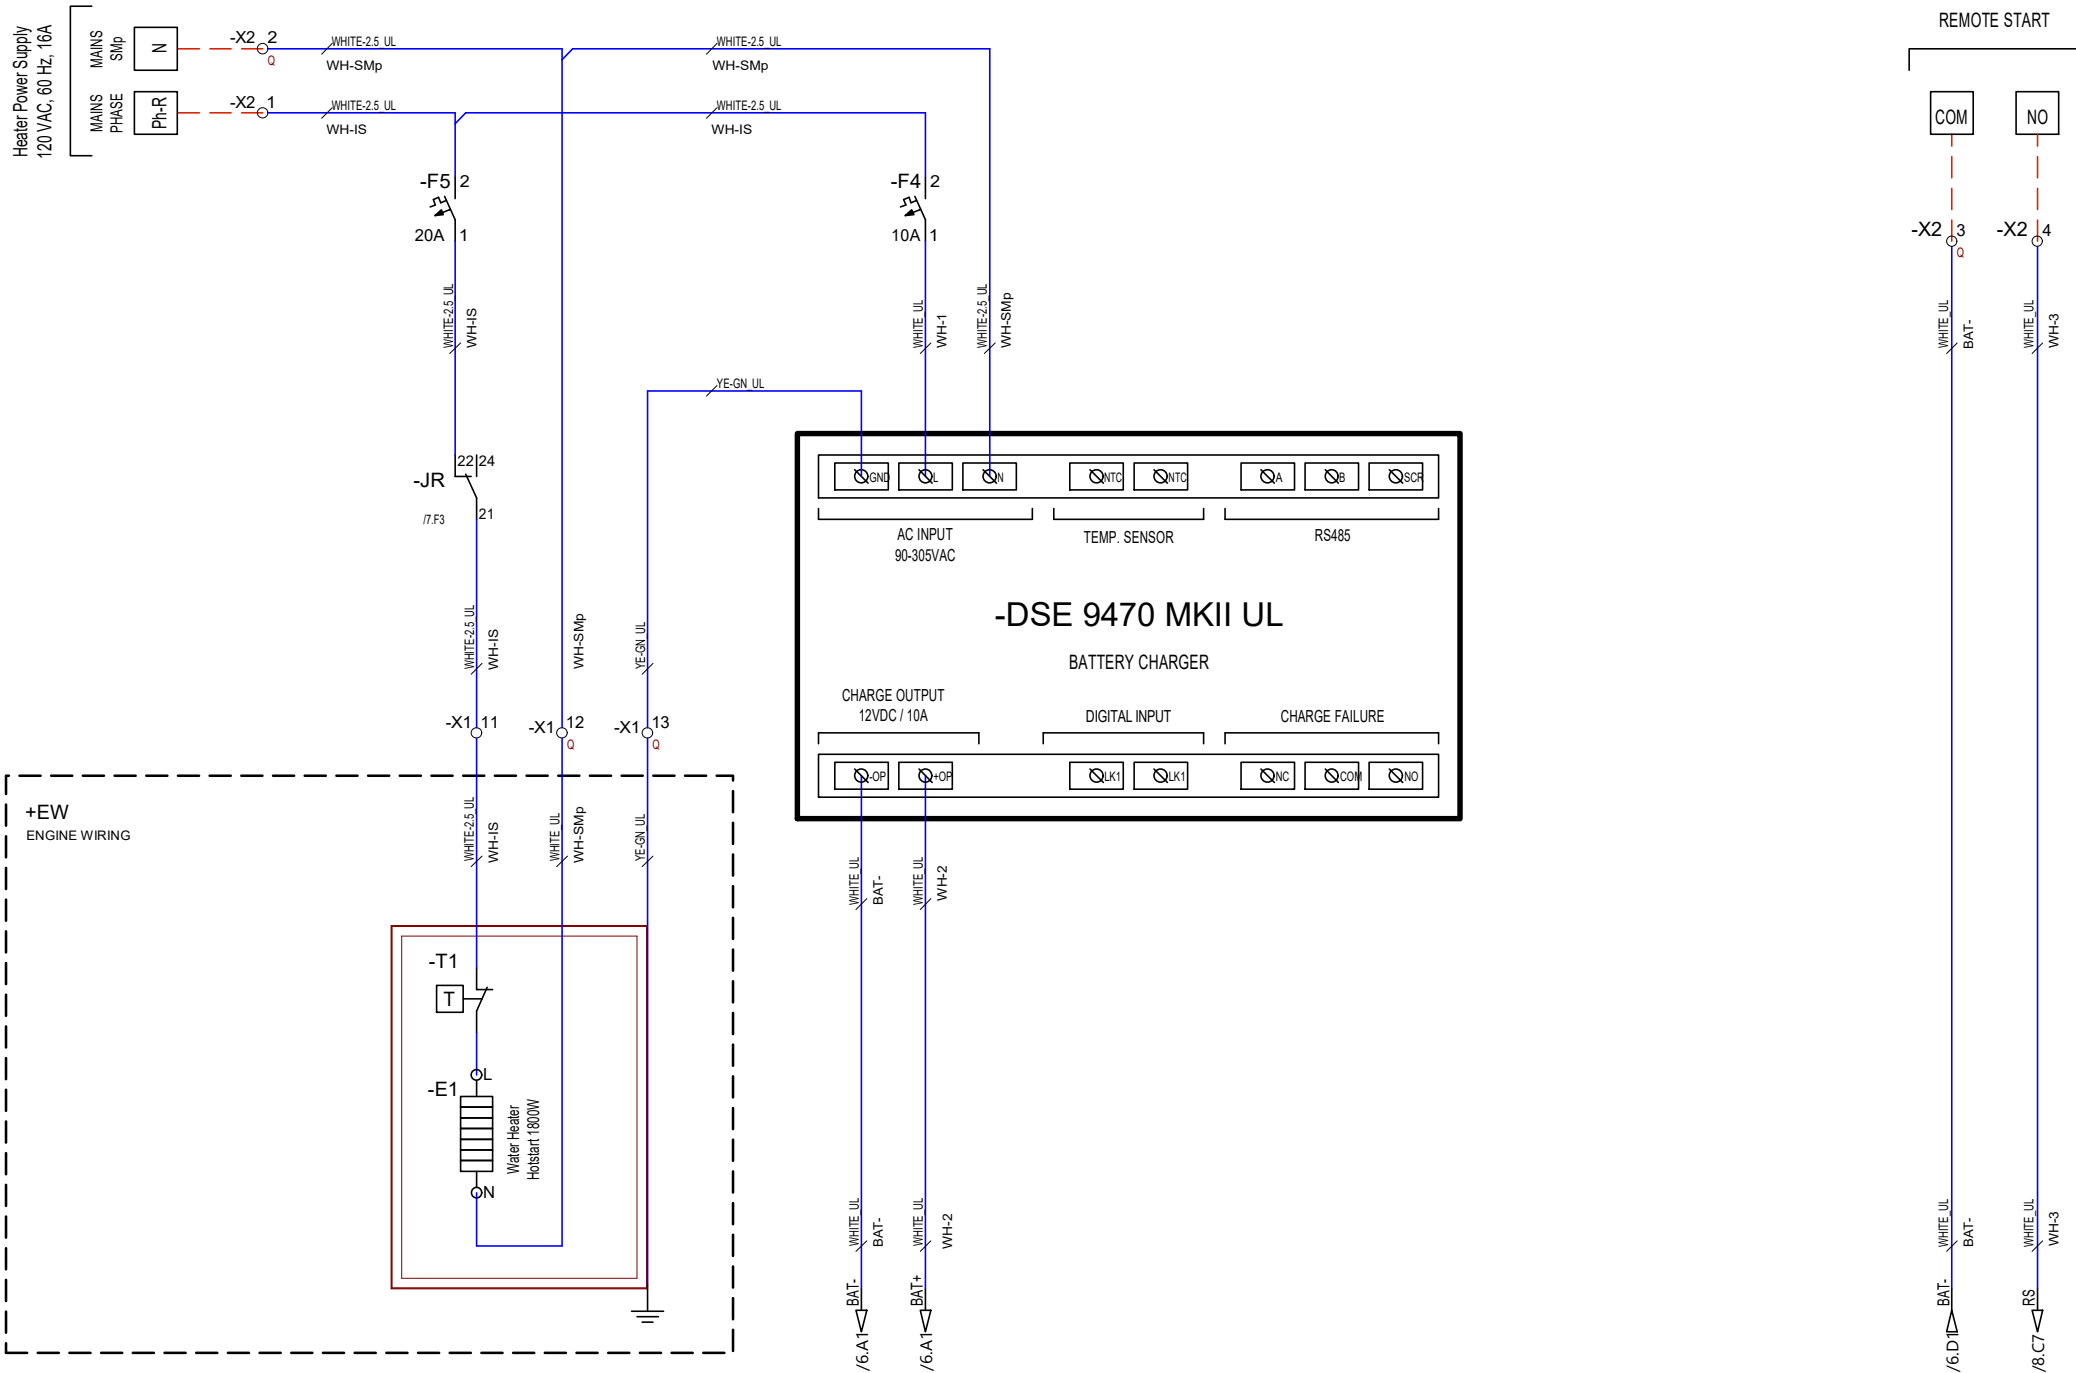 Heater Power Supply
120 VAC, 60 Hz, 16A
MAINS
SMp
N
-X2 2
Q
WHITE-2.5_UL
WH-SMp
WHITE-2.5_UL
WH-SMp
MAINS
PHASE
Ph-R
-X2 1
WHITE-2.5_UL
WH-IS
WHITE-2.5_UL
WH-IS
REMOTE START
COM
NO
-X2 3
Q
-X2 4
-F5 2
20A 1
-F4 2
10A 1
WHITE-2.5_UL
WH-IS
WHITE_UL
WH-1
WHITE-2.5_UL
WH-SMp
WHITE_UL
BAT-
WHITE_UL
WH-3
YE-GN_UL
-JR
22 24
21
/7.F3
GND
L
N
NTC
NTC
A
B
SCR
AC INPUT
90-305VAC
TEMP. SENSOR
RS485
-DSE 9470 MKII UL
BATTERY CHARGER
CHARGE OUTPUT
12VDC / 10A
DIGITAL INPUT
CHARGE FAILURE
-OP
+OP
LK1
LK1
NC
COM
NO
WHITE-2.5_UL
WH-IS
WH-SMp
YE-GN_UL
-X1 11
-X1 12
Q
-X1 13
Q
+EW
ENGINE WIRING
WHITE-2.5_UL
WH-IS
WHITE_UL
WH-SMp
YE-GN_UL
WHITE_UL
BAT-
WHITE_UL
WH-2
-T1
T
-E1
L
N
Water Heater
Hotstart 1800W
WHITE_UL
BAT-
WHITE_UL
WH-2
BAT-
/6.A1
BAT+
/6.A1
WHITE_UL
BAT-
WHITE_UL
WH-3
BAT-
/6.D1
RS
/8.C7